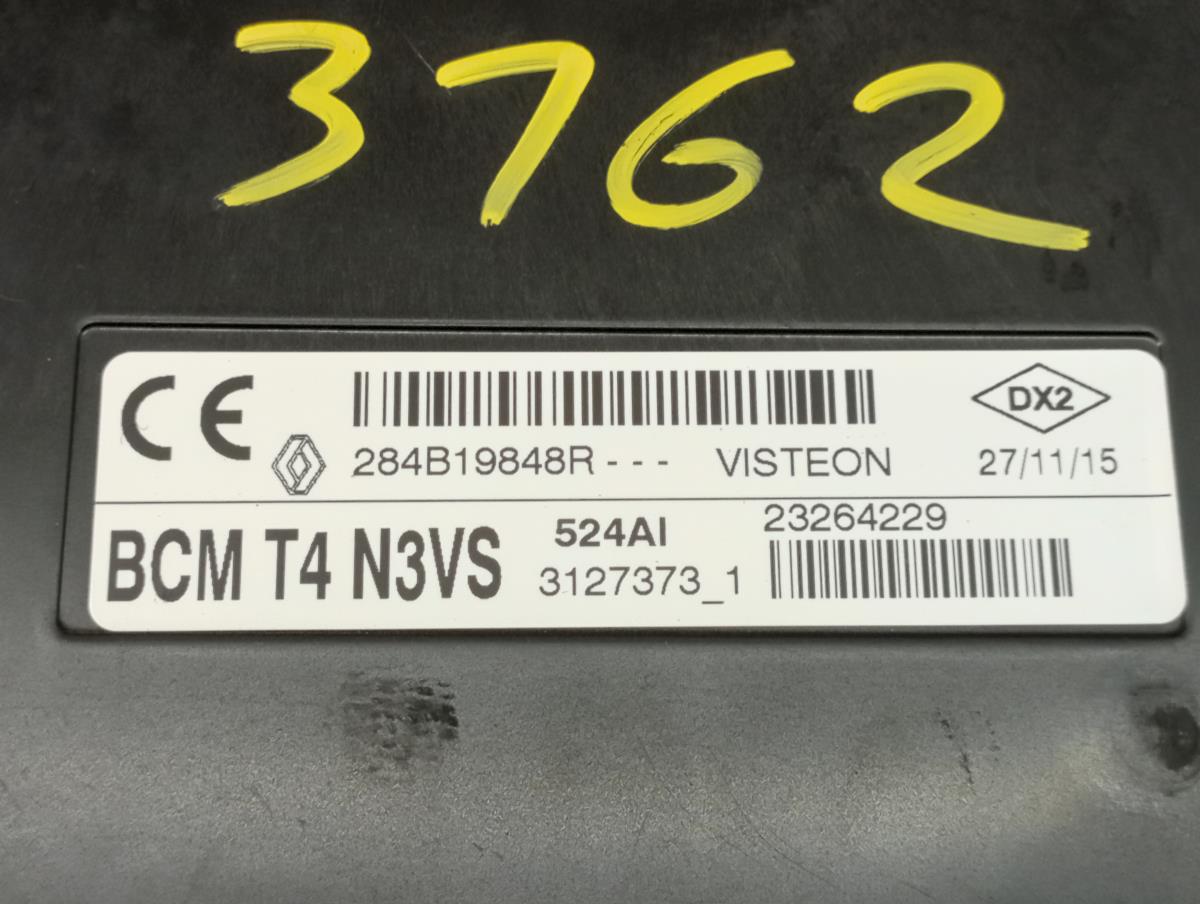 3762
CE
DX2
284B19848R--- VISTEON 27/11/15
BCM T4 N3VS
524AI
23264229
3127373_1